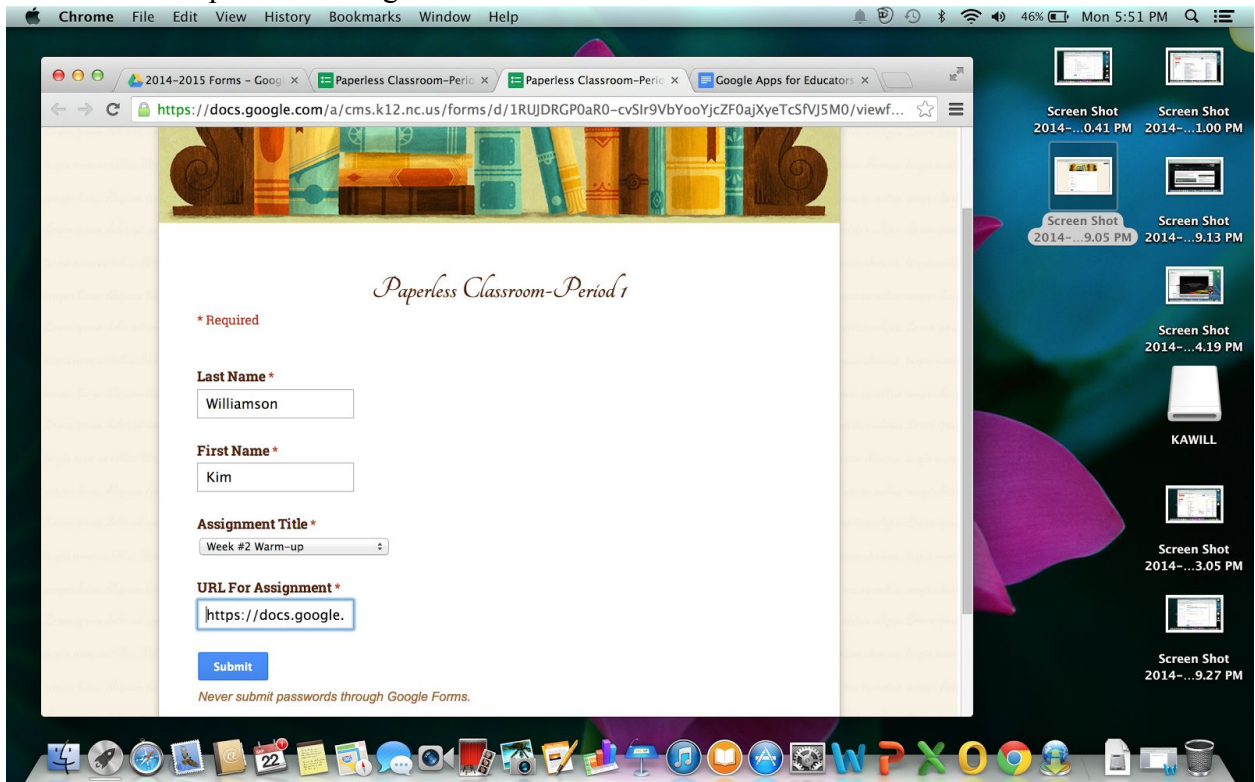 Chrome File Edit View History Bookmarks Window Help 46% Mon 5:51 PM
2014-2015 Forms - Goog
Paperless Classroom-Perio
Paperless Classroom-Perio
Google Apps for Educators
https://docs.google.com/a/cms.k12.nc.us/forms/d/1RUJDRGP0aR0-cvSIr9VbYooYjcZF0ajXyeTcSfVJ5M0/viewf...
Paperless Classroom-Period 1
* Required
Last Name *
Williamson
First Name *
Kim
Assignment Title *
Week #2 Warm-up
URL For Assignment *
https://docs.google.
Submit
Never submit passwords through Google Forms.
Screen Shot
2014-...0.41 PM
Screen Shot
2014-...1.00 PM
Screen Shot
2014-...9.05 PM
Screen Shot
2014-...9.13 PM
Screen Shot
2014-...4.19 PM
KAWILL
Screen Shot
2014-...3.05 PM
Screen Shot
2014-...9.27 PM
22